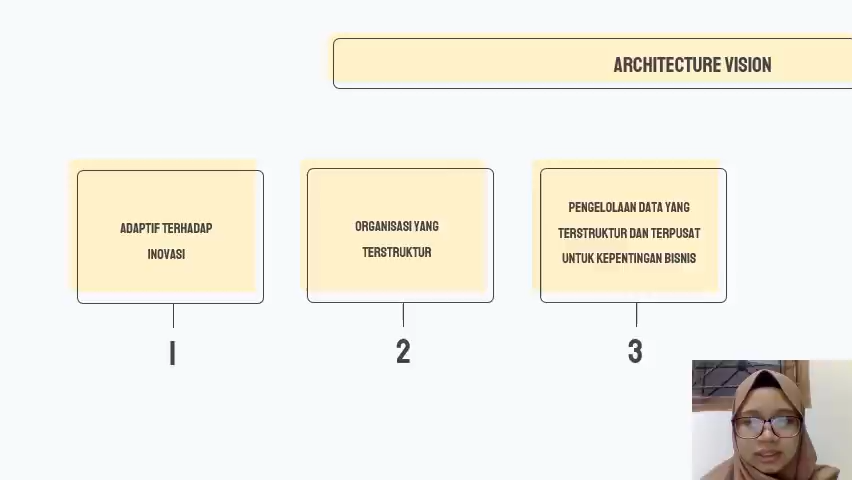 ARCHITECTURE VISION
ADAPTIF TERHADAP
INOVASI
ORGANISASI YANG
TERSTRUKTUR
PENGELOLAAN DATA YANG
TERSTRUKTUR DAN TERPUSAT
UNTUK KEPENTINGAN BISNIS
1
2
3